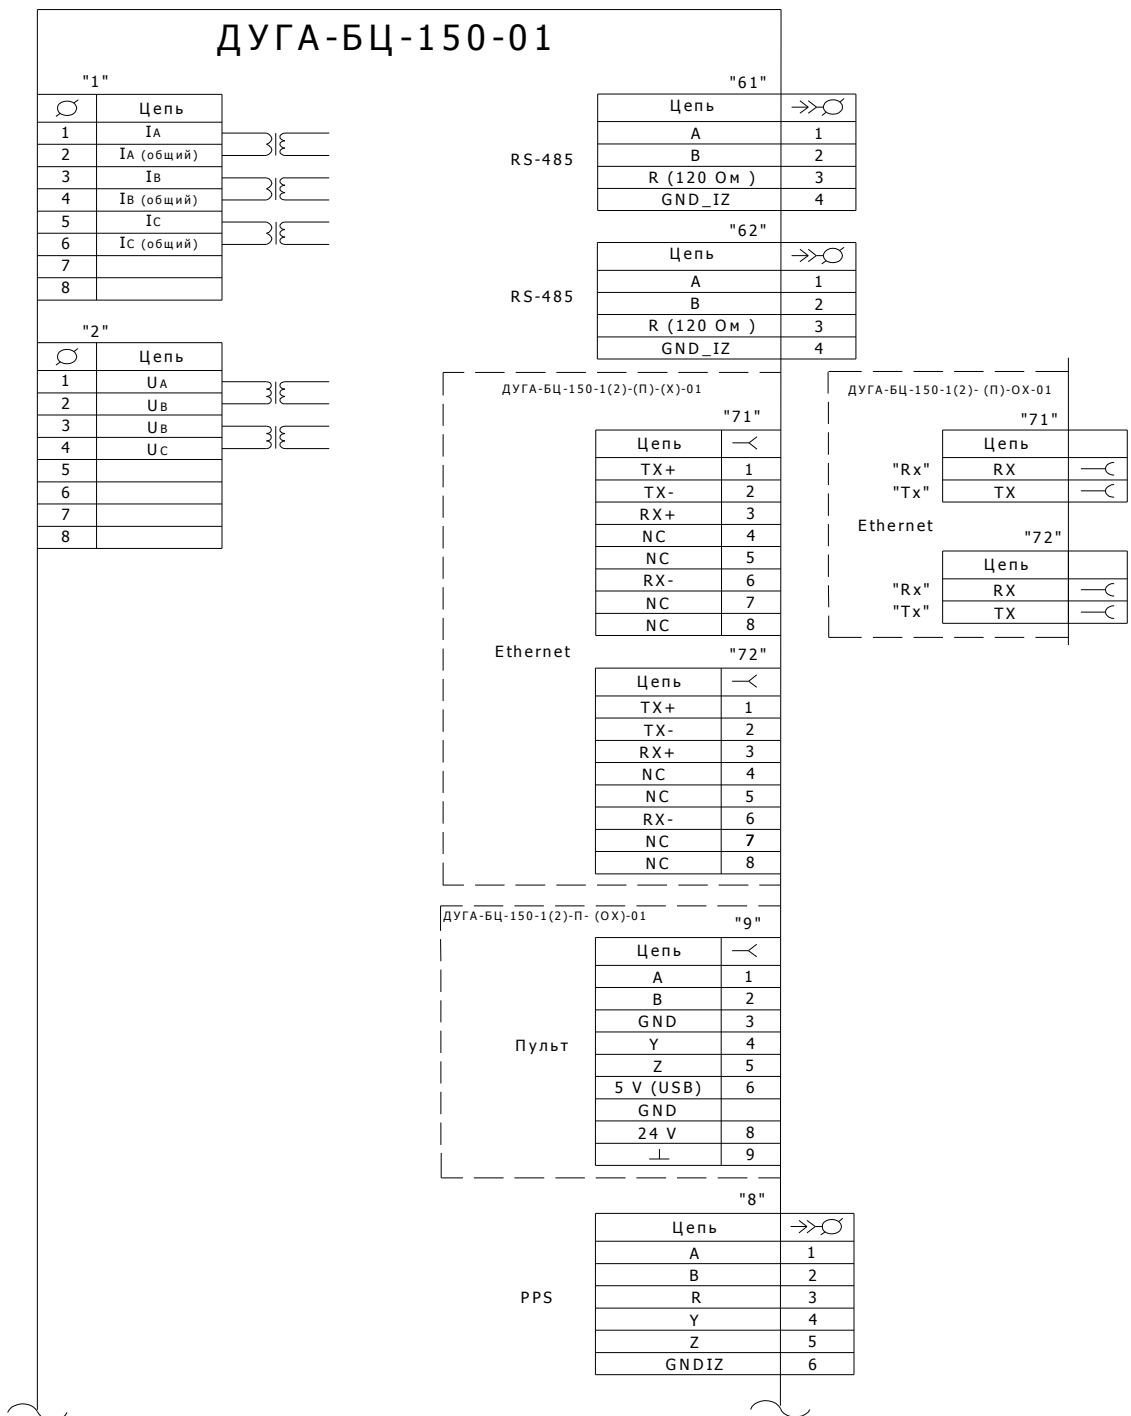 ДУГА-БЦ-150-01
"1"
Цепь
1 IA
2 IA (общий)
3 IB
4 IB (общий)
5 IC
6 IC (общий)
7
8
"2"
Цепь
1 UA
2 UB
3 UB
4 UC
5
6
7
8
"61"
Цепь
RS-485
A 1
B 2
R (120 Ом ) 3
GND_IZ 4
"62"
Цепь
RS-485
A 1
B 2
R (120 Ом ) 3
GND_IZ 4
ДУГА-БЦ-150-1(2)-(П)-(Х)-01
"71"
Цепь
TX+ 1
TX- 2
RX+ 3
NC 4
NC 5
RX- 6
NC 7
NC 8
Ethernet
"72"
Цепь
TX+ 1
TX- 2
RX+ 3
NC 4
NC 5
RX- 6
NC 7
NC 8
ДУГА-БЦ-150-1(2)- (П)-ОХ-01
"71"
Цепь
"Rx" RX
"Tx" TX
Ethernet
"72"
Цепь
"Rx" RX
"Tx" TX
ДУГА-БЦ-150-1(2)-П- (ОХ)-01
"9"
Цепь
Пульт
A 1
B 2
GND 3
Y 4
Z 5
5 V (USB) 6
GND
24 V 8
9
"8"
Цепь
PPS
A 1
B 2
R 3
Y 4
Z 5
GNDIZ 6